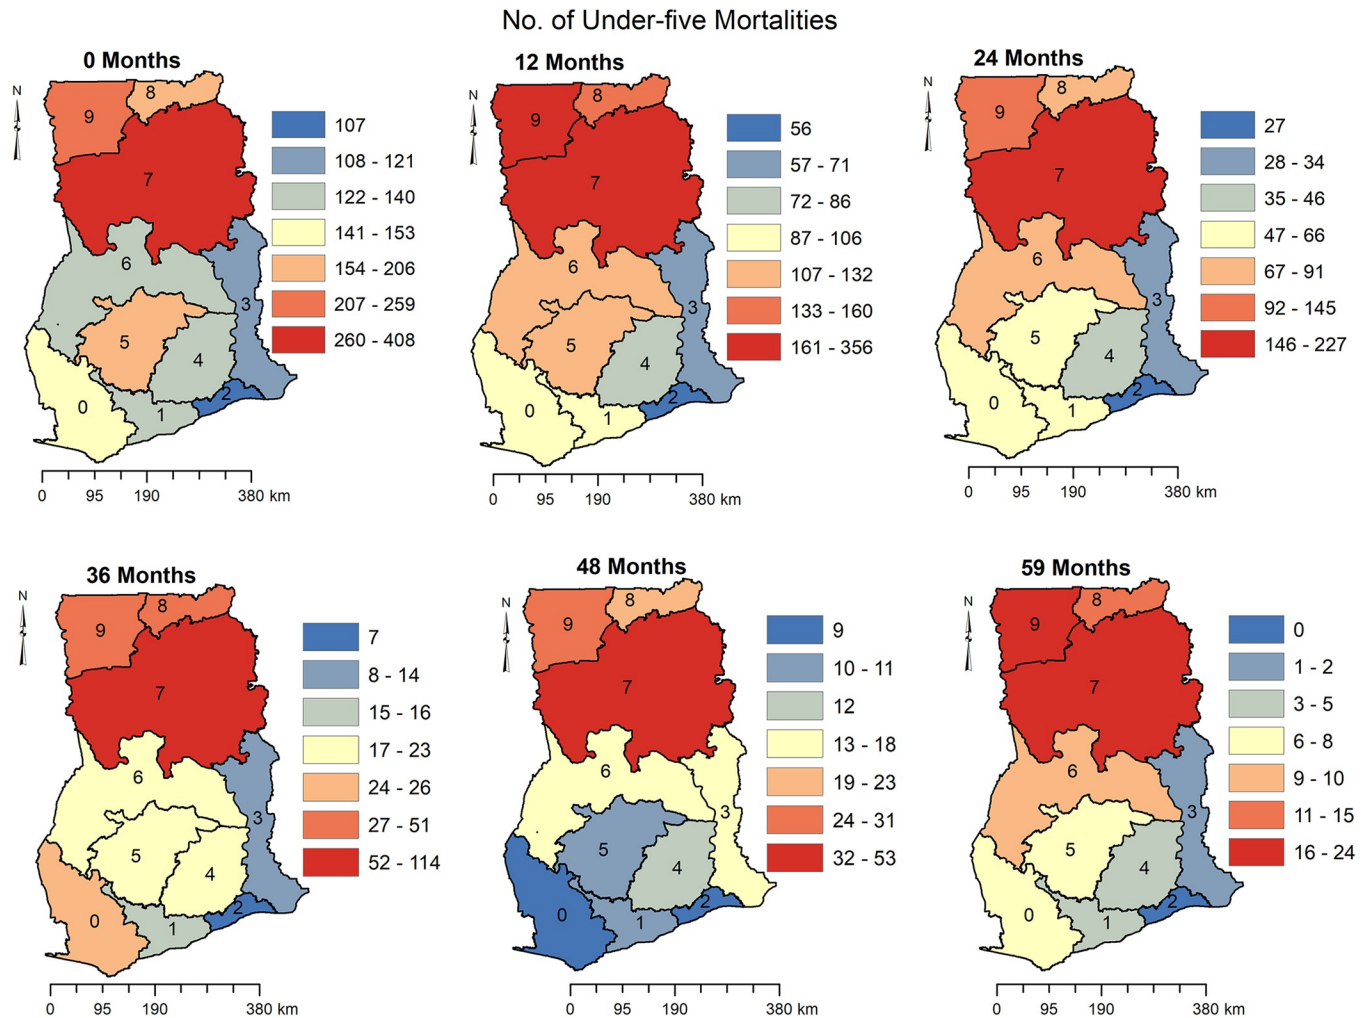 No. of Under-five Mortalities
0 Months
N
9
8
7
6
5
4
3
2
1
0
107
108 - 121
122 - 140
141 - 153
154 - 206
207 - 259
260 - 408
0 95 190 380 km
12 Months
N
9
8
7
6
5
4
3
2
1
0
56
57 - 71
72 - 86
87 - 106
107 - 132
133 - 160
161 - 356
0 95 190 380 km
24 Months
N
9
8
7
6
5
4
3
2
1
0
27
28 - 34
35 - 46
47 - 66
67 - 91
92 - 145
146 - 227
0 95 190 380 km
36 Months
N
9
8
7
6
5
4
3
2
1
0
7
8 - 14
15 - 16
17 - 23
24 - 26
27 - 51
52 - 114
0 95 190 380 km
48 Months
N
9
8
7
6
5
4
3
2
1
0
9
10 - 11
12
13 - 18
19 - 23
24 - 31
32 - 53
0 95 190 380 km
59 Months
N
9
8
7
6
5
4
3
2
1
0
0
1 - 2
3 - 5
6 - 8
9 - 10
11 - 15
16 - 24
0 95 190 380 km